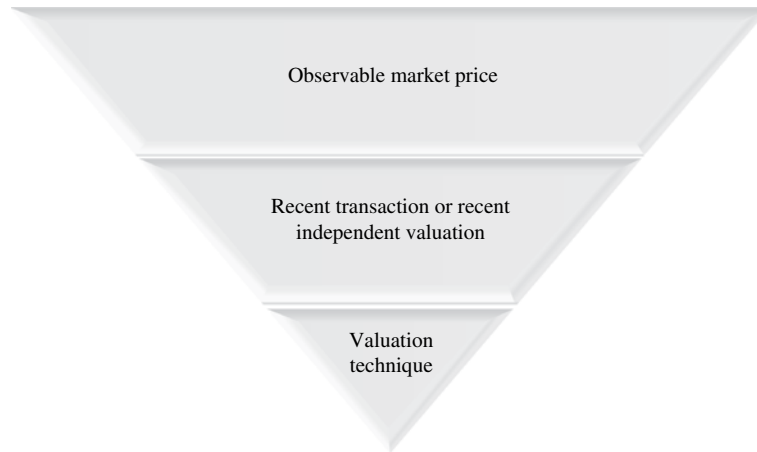 Observable market price
Recent transaction or recent
independent valuation
Valuation
technique